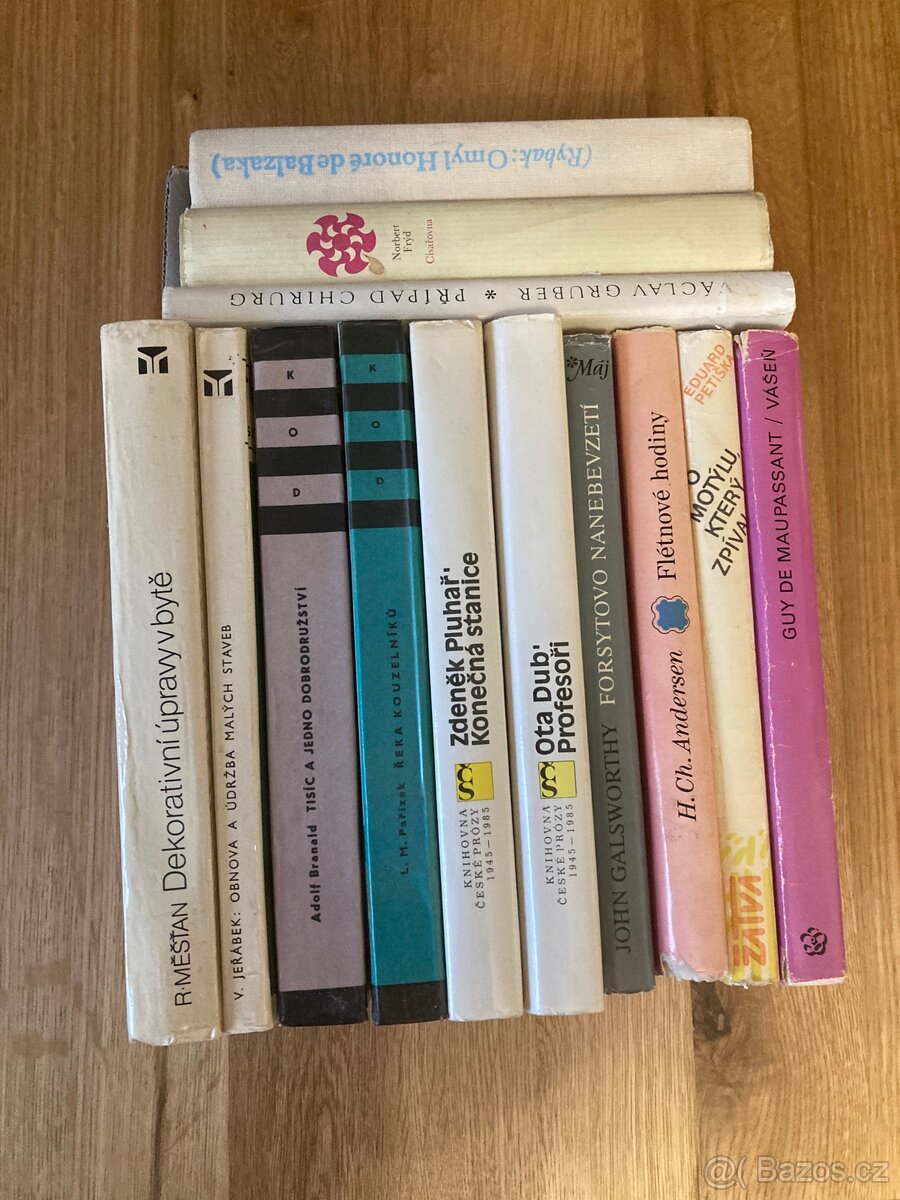 (Rybak: Omyl Honoré de Balzaka)
Norbert
Frýd
Císařovna
VÁCLAV GRUBER * PŘÍPAD CHIRURG
R. MĚŠŤAN Dekorativní úpravy v bytě
V. JEŘÁBEK: OBNOVA A ÚDRŽBA MALÝCH STAVEB
K
O
D
Adolf Branald TISÍC A JEDNO DOBRODRUŽSTVÍ
K
O
D
L. M. Pařízek ŘEKA KOUZELNÍKŮ
Zdeněk Pluhař'
Konečná stanice
KNIHOVNA
ČESKÉ PRÓZY
1945–1985
Ota Dub'
Profesoři
KNIHOVNA
ČESKÉ PRÓZY
1945–1985
*Máj
JOHN GALSWORTHY FORSYTOVO NANEBEVZETÍ
H. Ch. Andersen Flétnové hodiny
EDUARD
PETIŠKA
O
MOTÝLU,
KTERÝ
ZPÍVAL
GUY DE MAUPASSANT / VÁŠEŇ
Bazos.cz